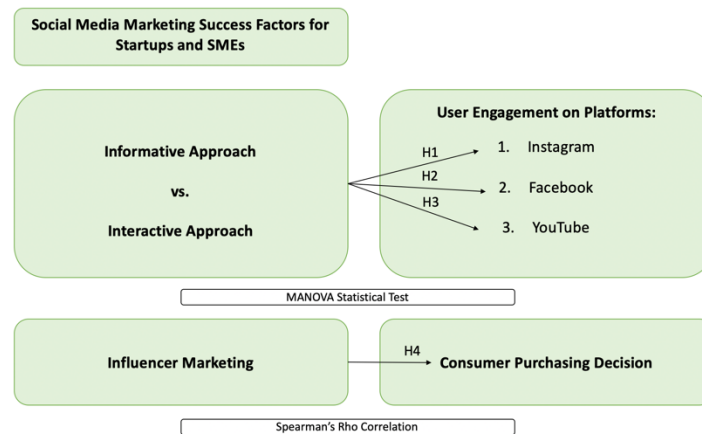 Social Media Marketing Success Factors for
Startups and SMEs
Informative Approach
vs.
Interactive Approach
User Engagement on Platforms:
H1
1. Instagram
H2
2. Facebook
H3
3. YouTube
MANOVA Statistical Test
Influencer Marketing
H4
Consumer Purchasing Decision
Spearman's Rho Correlation